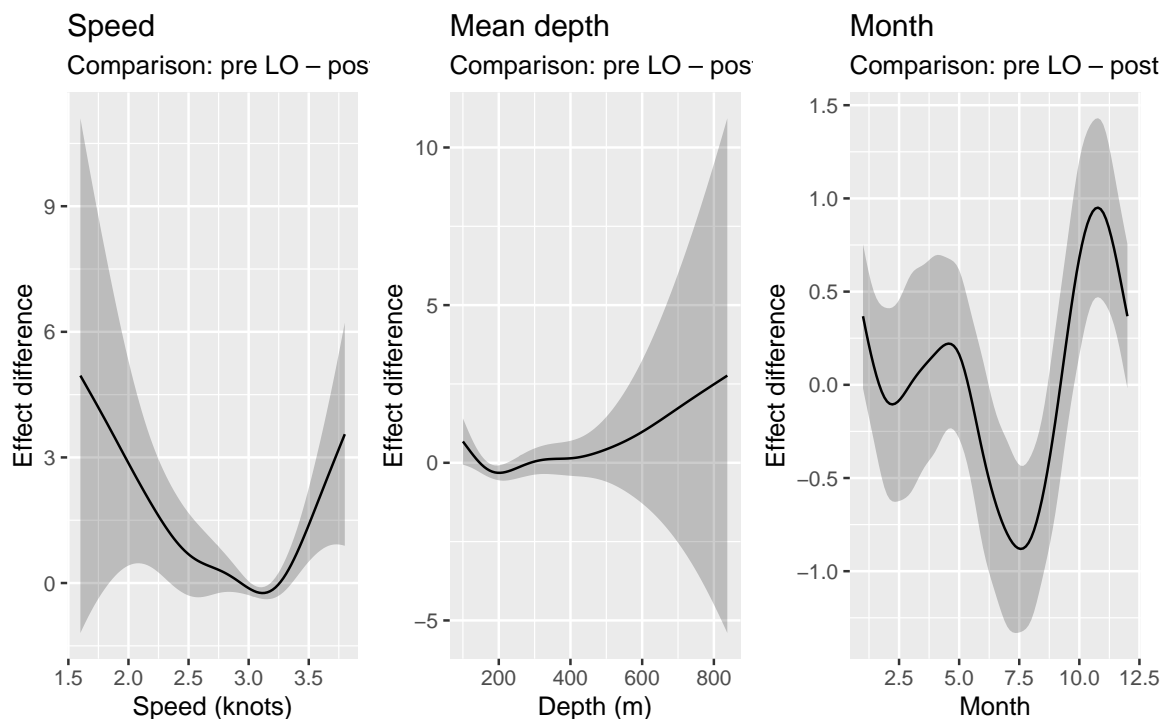 Speed
Comparison: pre LO – pos
Effect difference
9
6
3
0
1.5 2.0 2.5 3.0 3.5
Speed (knots)
Mean depth
Comparison: pre LO – pos
Effect difference
10
5
0
−5
200 400 600 800
Depth (m)
Month
Comparison: pre LO – post
Effect difference
1.5
1.0
0.5
0.0
−0.5
−1.0
2.5 5.0 7.5 10.0 12.5
Month